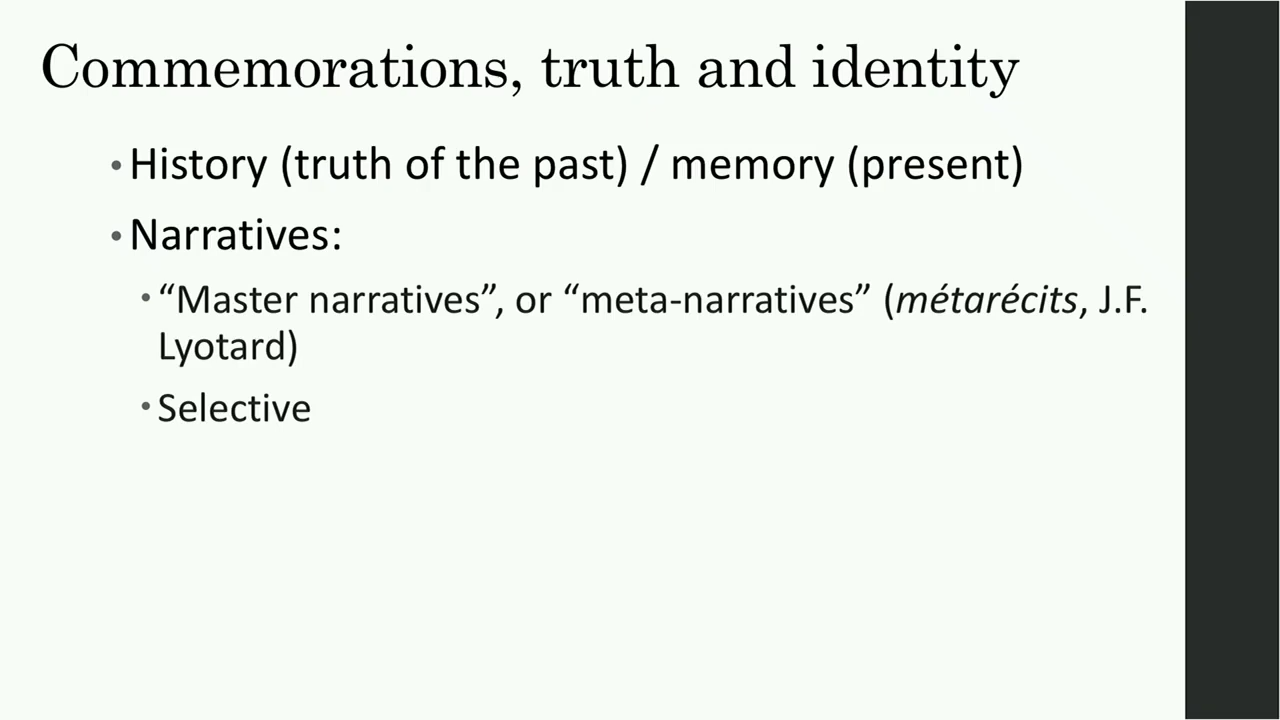 Commemorations, truth and identity
• History (truth of the past) / memory (present)
• Narratives:
• “Master narratives”, or “meta-narratives” (métarécits, J.F.
Lyotard)
• Selective